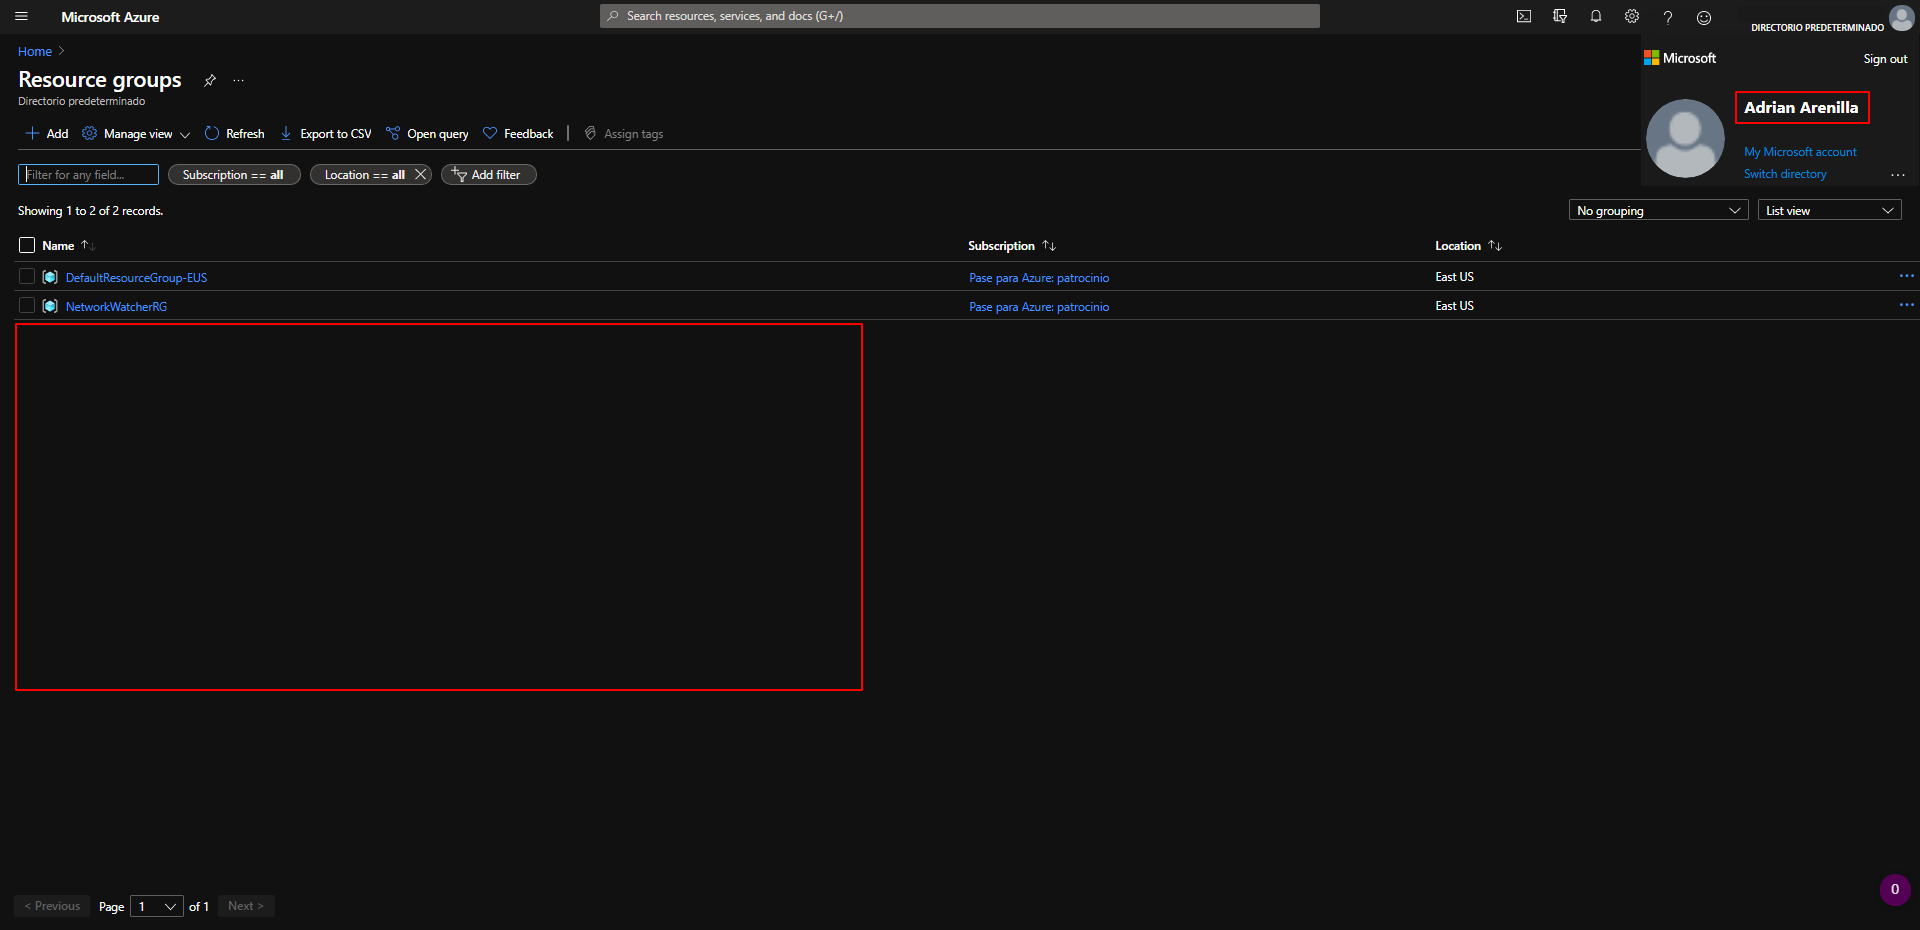 Microsoft Azure
Search resources, services, and docs (G+/)
DIRECTORIO PREDETERMINADO
Home
Microsoft
Sign out
Resource groups
...
Directorio predeterminado
Adrian Arenilla
My Microsoft account
Switch directory
...
Add
Manage view
Refresh
Export to CSV
Open query
Feedback
Assign tags
Filter for any field...
Subscription == all
Location == all
Add filter
Showing 1 to 2 of 2 records.
No grouping
List view
Name
Subscription
Location
DefaultResourceGroup-EUS
Pase para Azure: patrocinio
East US
...
NetworkWatcherRG
Pase para Azure: patrocinio
East US
...
0
< Previous
Page
1
of 1
Next >